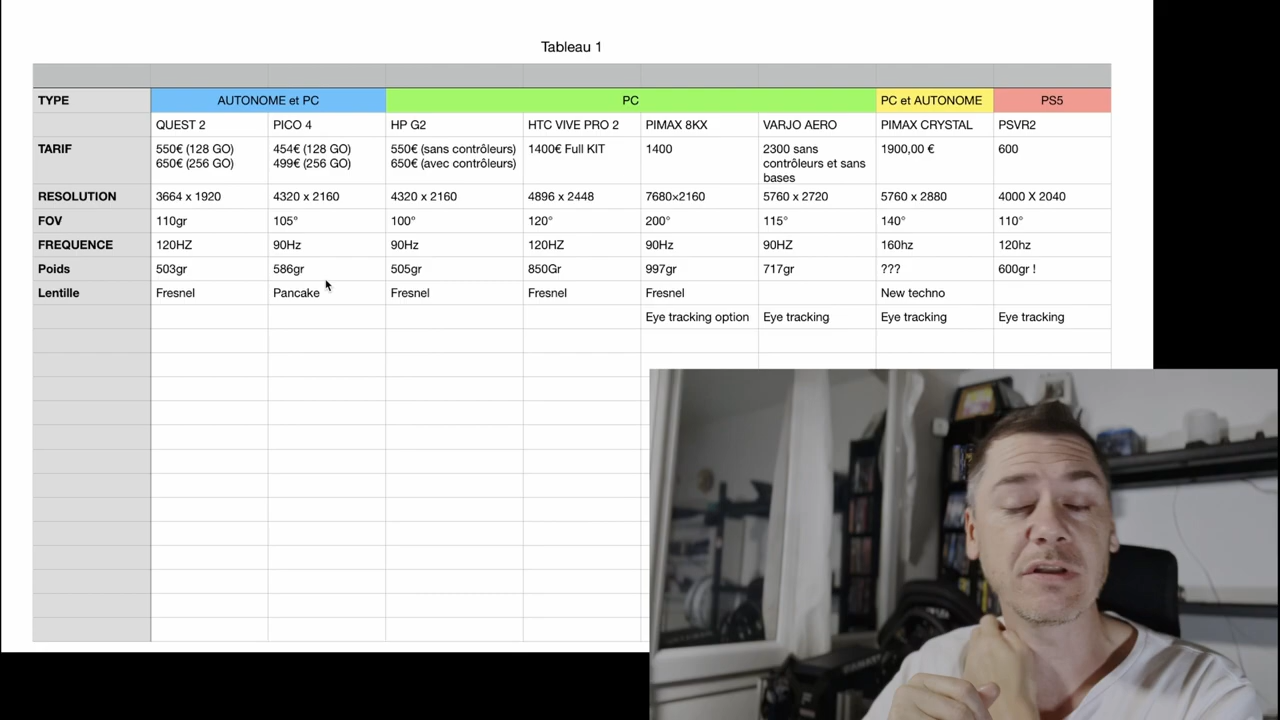 Tableau 1
TYPE AUTONOME et PC PC PC et AUTONOME PS5
QUEST 2 PICO 4 HP G2 HTC VIVE PRO 2 PIMAX 8KX VARJO AERO PIMAX CRYSTAL PSVR2
TARIF 550€ (128 GO) 454€ (128 GO) 550€ (sans contrôleurs) 1400€ Full KIT 1400 2300 sans 1900,00 € 600
650€ (256 GO) 499€ (256 GO) 650€ (avec contrôleurs) contrôleurs et sans
bases
RESOLUTION 3664 x 1920 4320 x 2160 4320 x 2160 4896 x 2448 7680×2160 5760 x 2720 5760 x 2880 4000 X 2040
FOV 110gr 105° 100° 120° 200° 115° 140° 110°
FREQUENCE 120HZ 90Hz 90Hz 120HZ 90Hz 90HZ 160hz 120hz
Poids 503gr 586gr 505gr 850Gr 997gr 717gr ??? 600gr !
Lentille Fresnel Pancake Fresnel Fresnel Fresnel New techno
Eye tracking option Eye tracking Eye tracking Eye tracking